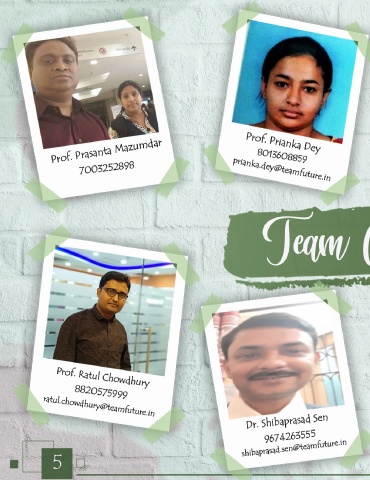 Prof. Prasanta Mazumdar
7003252898
Prof. Prianka Dey
8013608859
prianka.dey@teamfuture.in
Team
Prof. Ratul Chowdhury
8820575999
ratul.chowdhury@teamfuture.in
Dr. Shibaprasad Sen
9674263555
shibaprasad.sen@teamfuture.in
5